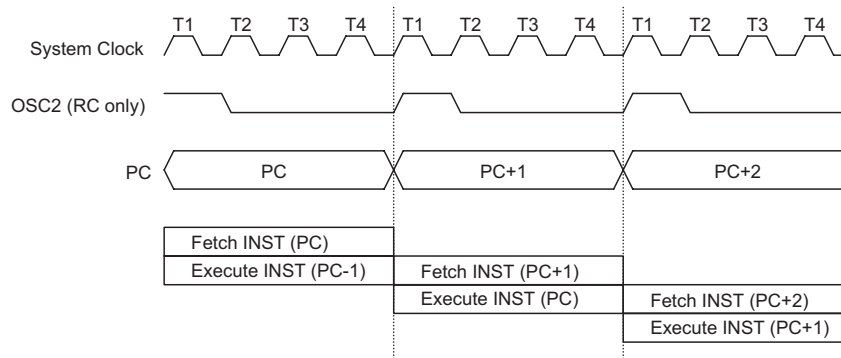 T1 T2 T3 T4 T1 T2 T3 T4 T1 T2 T3 T4
System Clock
OSC2 (RC only)
PC PC PC+1 PC+2
Fetch INST (PC)
Execute INST (PC-1) Fetch INST (PC+1)
Execute INST (PC) Fetch INST (PC+2)
Execute INST (PC+1)